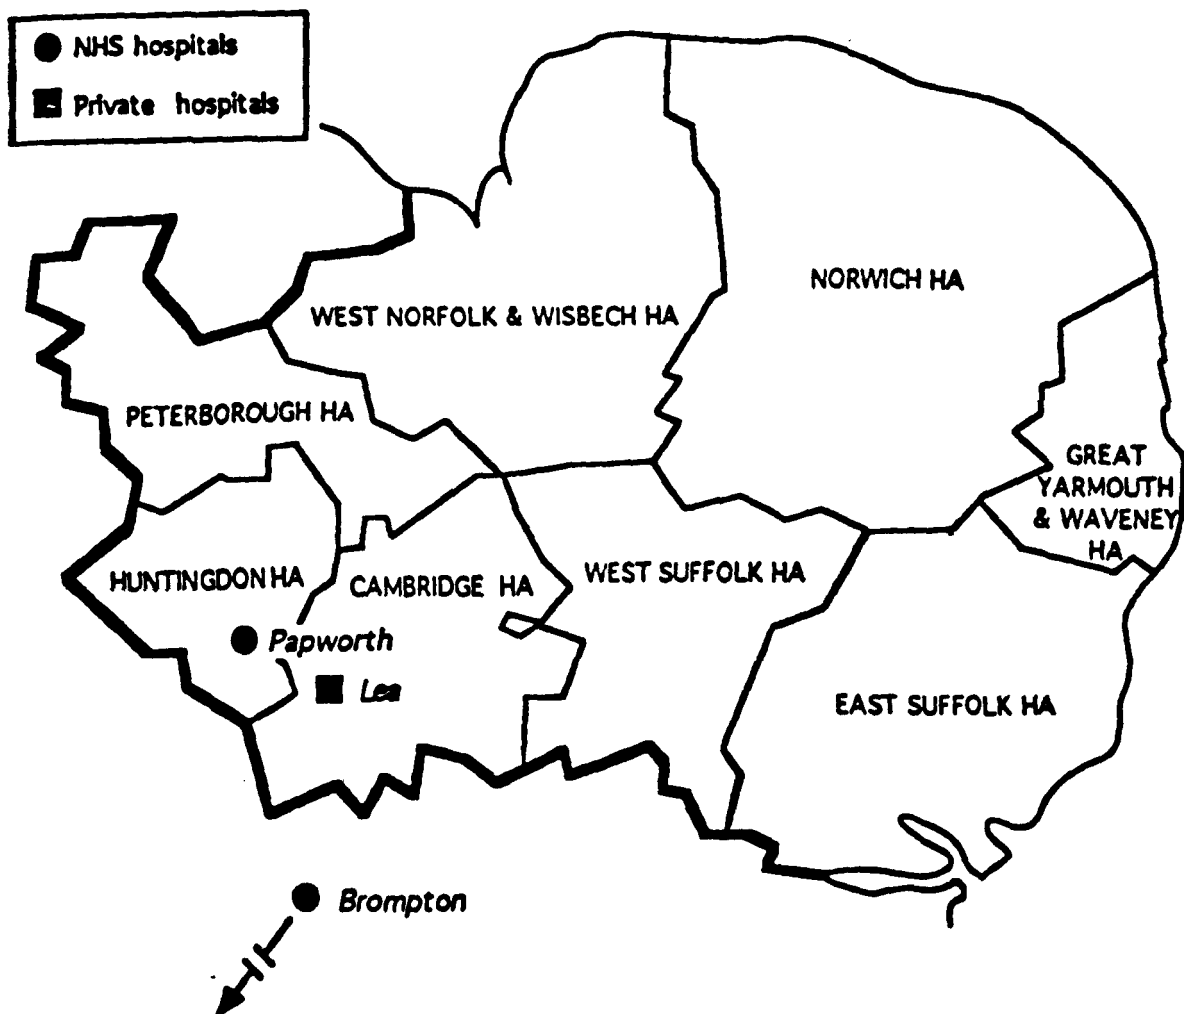 NHS hospitals
Private hospitals
NORWICH HA
WEST NORFOLK & WISBECH HA
PETERBOROUGH HA
GREAT
YARMOUTH
& WAVENEY
HA
HUNTINGDON HA
CAMBRIDGE HA
WEST SUFFOLK HA
Papworth
Lea
EAST SUFFOLK HA
Brompton